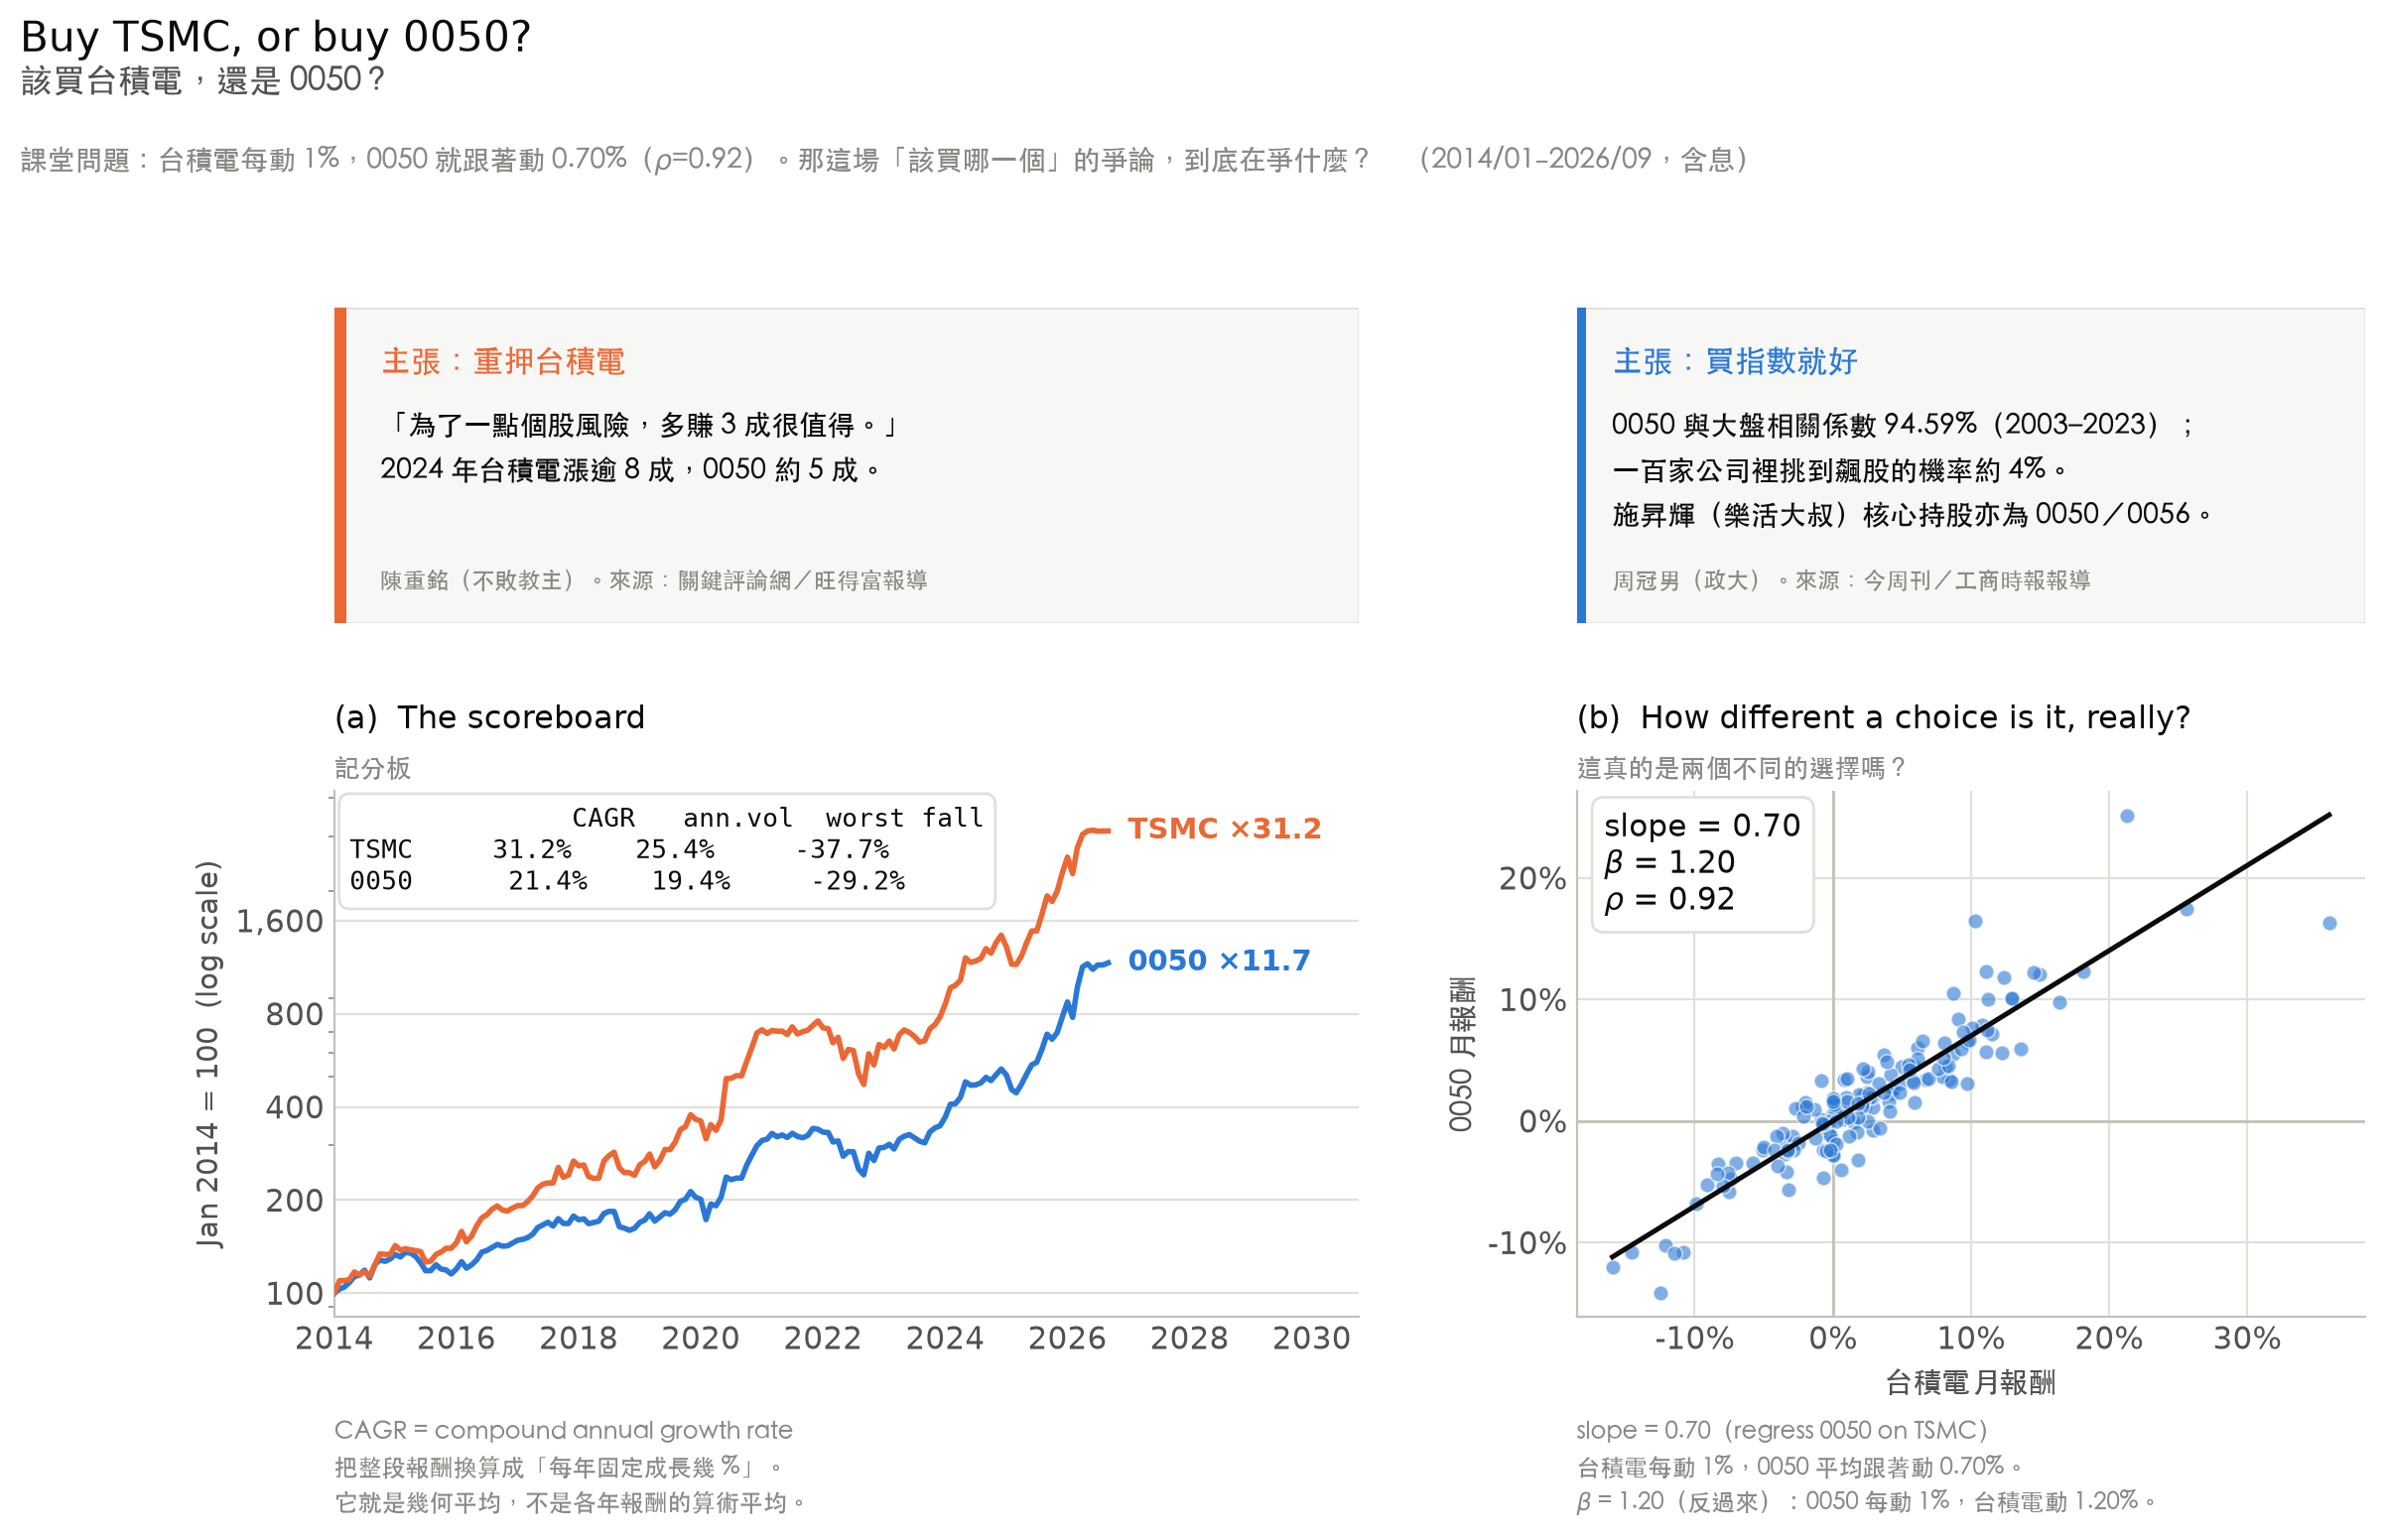 Buy TSMC, or buy 0050?
該買台積電，還是 0050？
課堂問題：台積電每動 1%，0050 就跟著動 0.70%（ρ=0.92）。那這場「該買哪一個」的爭論，到底在爭什麼？ （2014/01–2026/09，含息）
主張：重押台積電
「為了一點個股風險，多賺 3 成很值得。」
2024 年台積電漲逾 8 成，0050 約 5 成。
陳重銘（不敗教主）。來源：關鍵評論網／旺得富報導
主張：買指數就好
0050 與大盤相關係數 94.59%（2003–2023）；
一百家公司裡挑到飆股的機率約 4%。
施昇輝（樂活大叔）核心持股亦為 0050／0056。
周冠男（政大）。來源：今周刊／工商時報報導
(a) The scoreboard
記分板
CAGR ann.vol worst fall
TSMC 31.2% 25.4% -37.7%
0050 21.4% 19.4% -29.2%
TSMC ×31.2
0050 ×11.7
Jan 2014 = 100 (log scale)
1,600
800
400
200
100
2014 2016 2018 2020 2022 2024 2026 2028 2030
CAGR = compound annual growth rate
把整段報酬換算成「每年固定成長幾 %」。
它就是幾何平均，不是各年報酬的算術平均。
(b) How different a choice is it, really?
這真的是兩個不同的選擇嗎？
slope = 0.70
β = 1.20
ρ = 0.92
0050 月報酬
20%
10%
0%
-10%
-10% 0% 10% 20% 30%
台積電月報酬
slope = 0.70（regress 0050 on TSMC）
台積電每動 1%，0050 平均跟著動 0.70%。
β = 1.20（反過來）：0050 每動 1%，台積電動 1.20%。